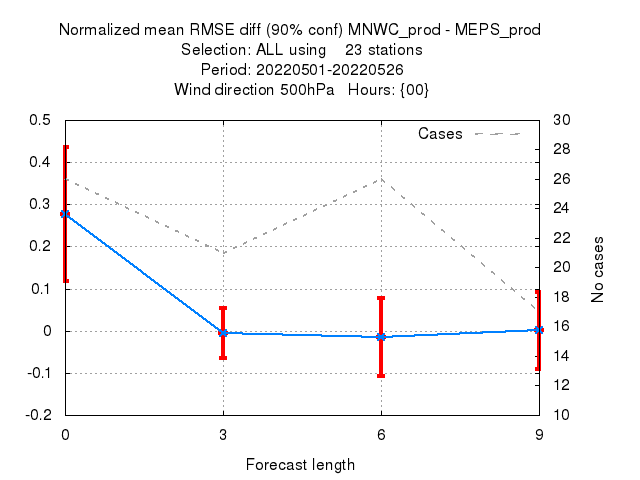 Normalized mean RMSE diff (90% conf) MNWC_prod - MEPS_prod
Selection: ALL using    23 stations
Period: 20220501-20220526
Wind direction 500hPa   Hours: {00}
Cases
0.5
0.4
0.3
0.2
0.1
0
-0.1
-0.2
30
28
26
24
22
20
18
16
14
12
10
No cases
0 3 6 9
Forecast length